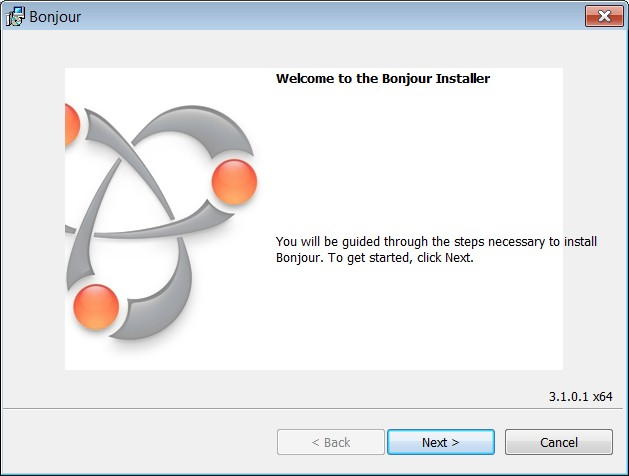 Bonjour
Welcome to the Bonjour Installer
You will be guided through the steps necessary to install
Bonjour. To get started, click Next.
3.1.0.1 x64
< Back
Next >
Cancel